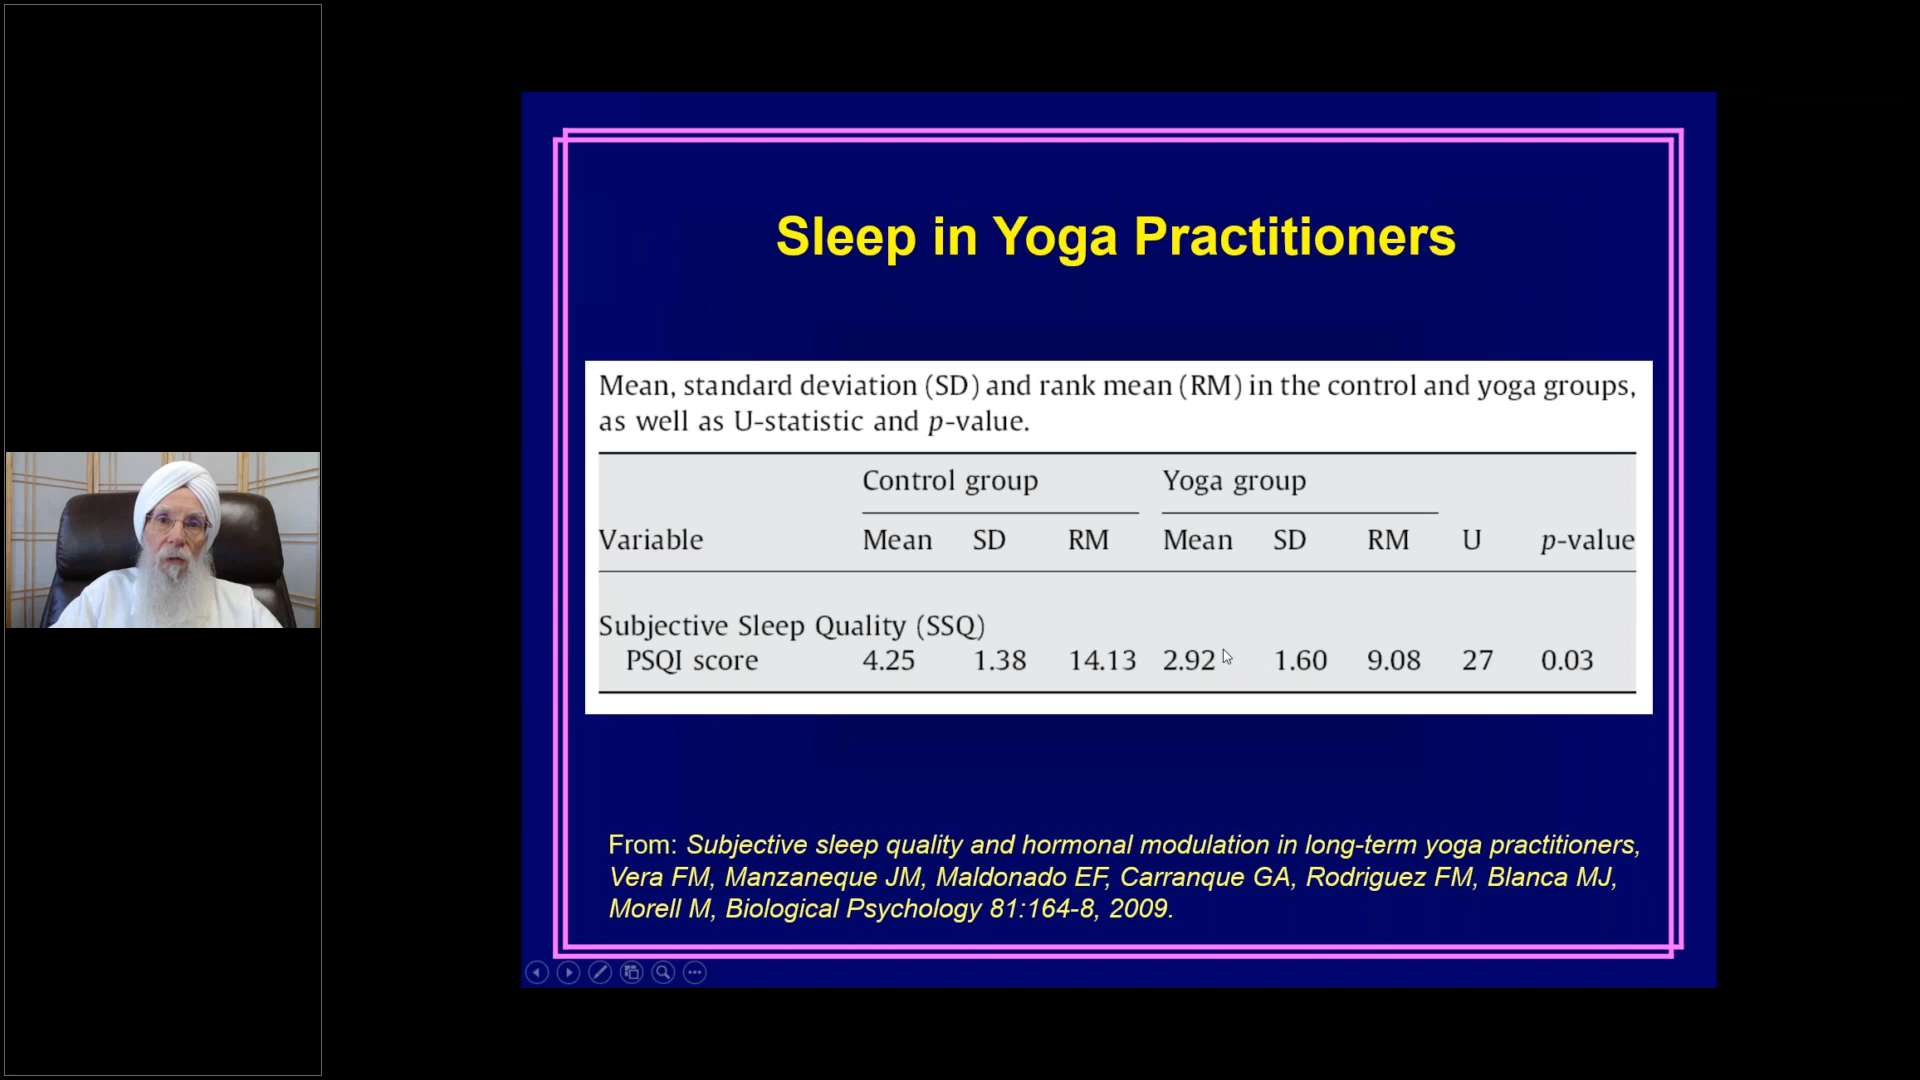 Sleep in Yoga Practitioners
Mean, standard deviation (SD) and rank mean (RM) in the control and yoga groups,
as well as U-statistic and p-value.
Control group Yoga group
Variable Mean SD RM Mean SD RM U p-value
Subjective Sleep Quality (SSQ)
PSQI score 4.25 1.38 14.13 2.92 1.60 9.08 27 0.03
From: Subjective sleep quality and hormonal modulation in long-term yoga practitioners,
Vera FM, Manzaneque JM, Maldonado EF, Carranque GA, Rodriguez FM, Blanca MJ,
Morell M, Biological Psychology 81:164-8, 2009.